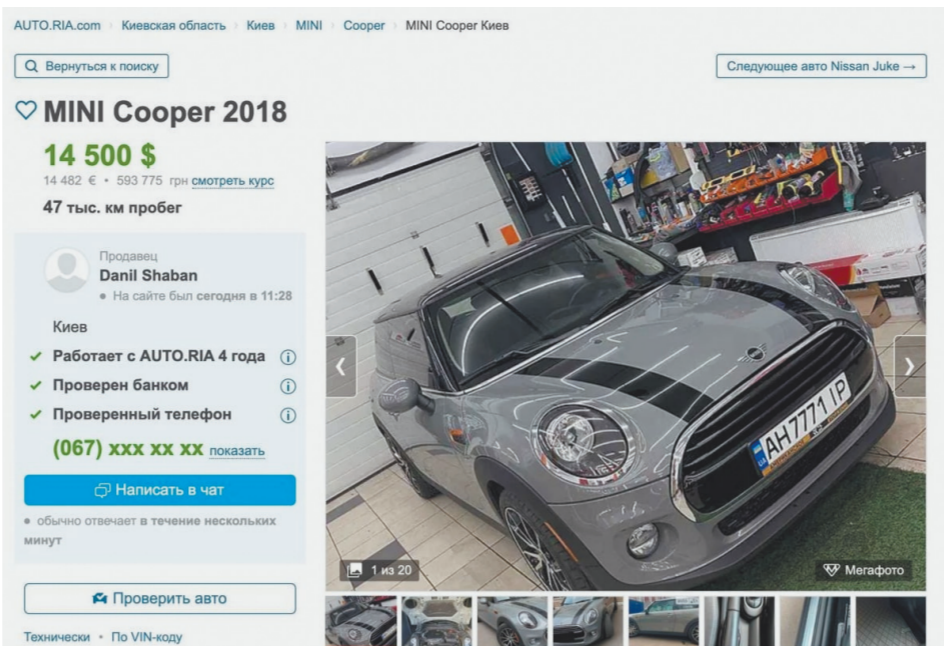 AUTO.RIA.com Киевская область Киев MINI Cooper MINI Cooper Киев
Вернуться к поиску
Следующее авто Nissan Juke →
MINI Cooper 2018
14 500 $
14 482 € • 593 775 грн смотреть курс
47 тыс. км пробег
Продавец
Danil Shaban
• На сайте был сегодня в 11:28
Киев
Работает с AUTO.RIA 4 года
Проверен банком
Проверенный телефон
(067) xxx xx xx показать
Написать в чат
• обычно отвечает в течение нескольких
минут
Проверить авто
Технически • По VIN-коду
AH7771IP
UA
1 из 20
Мегафото